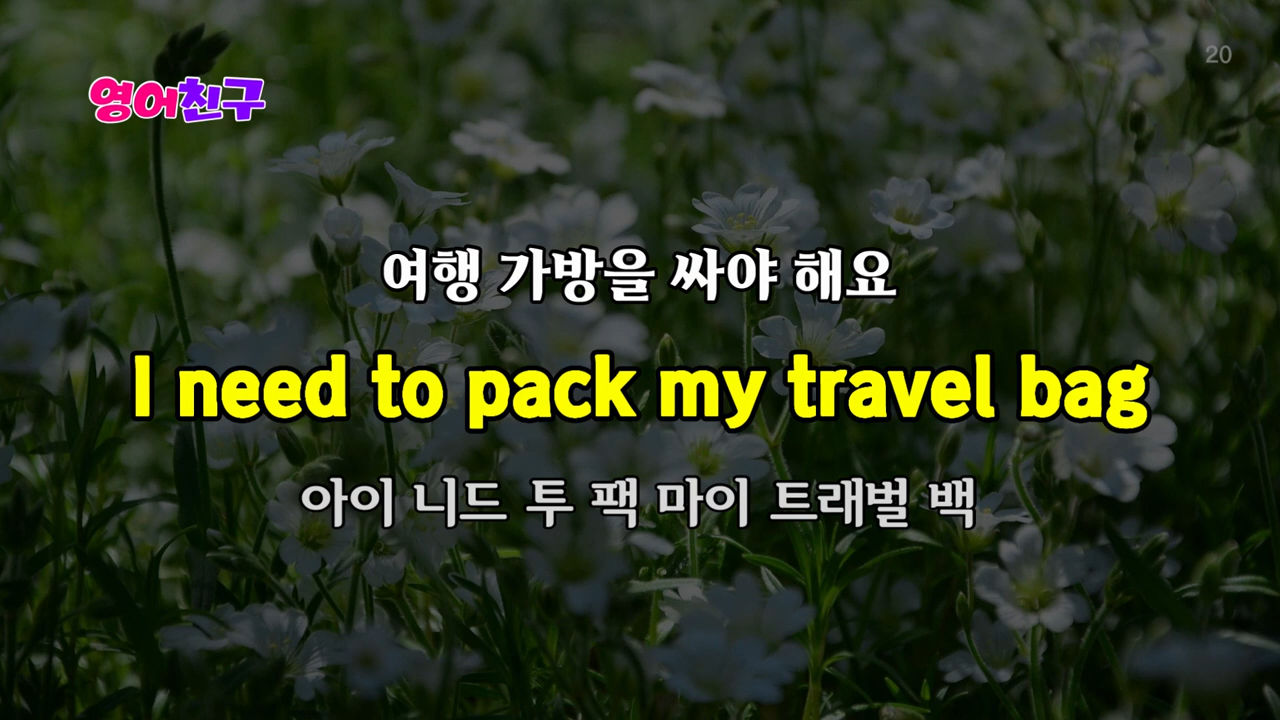 영어친구
20
여행 가방을 싸야 해요
I need to pack my travel bag
아이 니드 투 팩 마이 트래벌 백